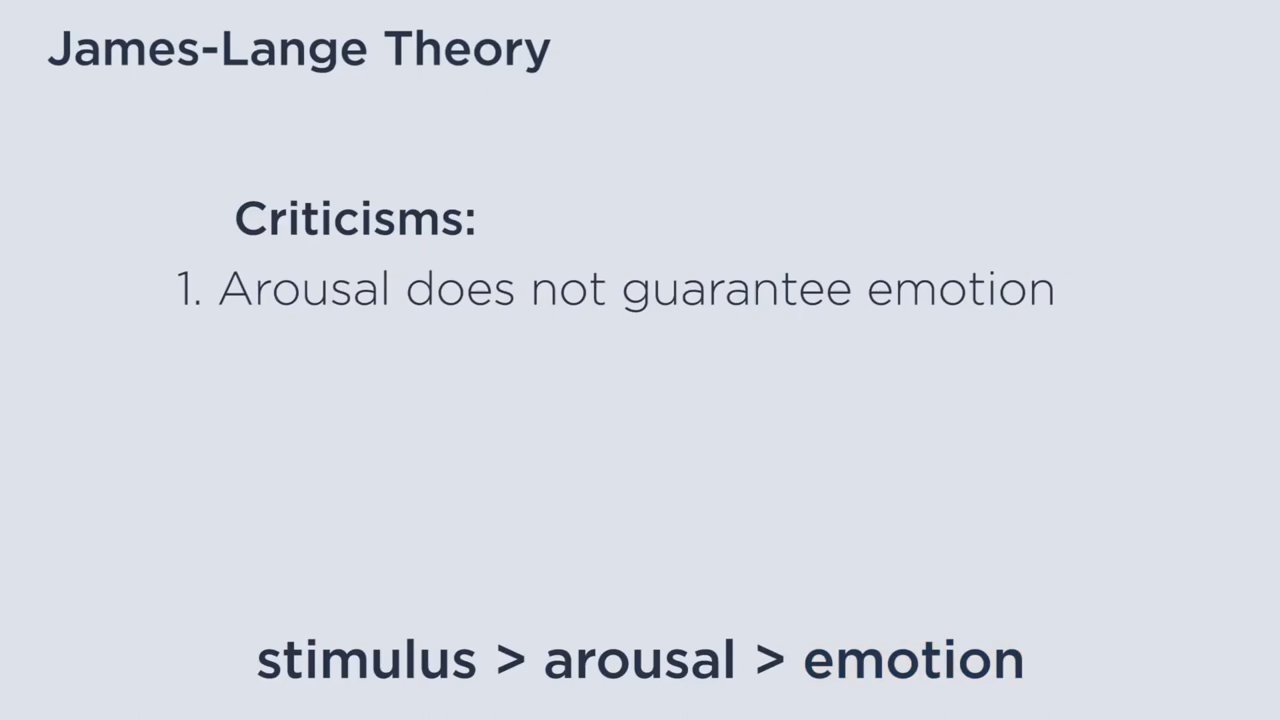 James-Lange Theory
Criticisms:
1. Arousal does not guarantee emotion
stimulus > arousal > emotion